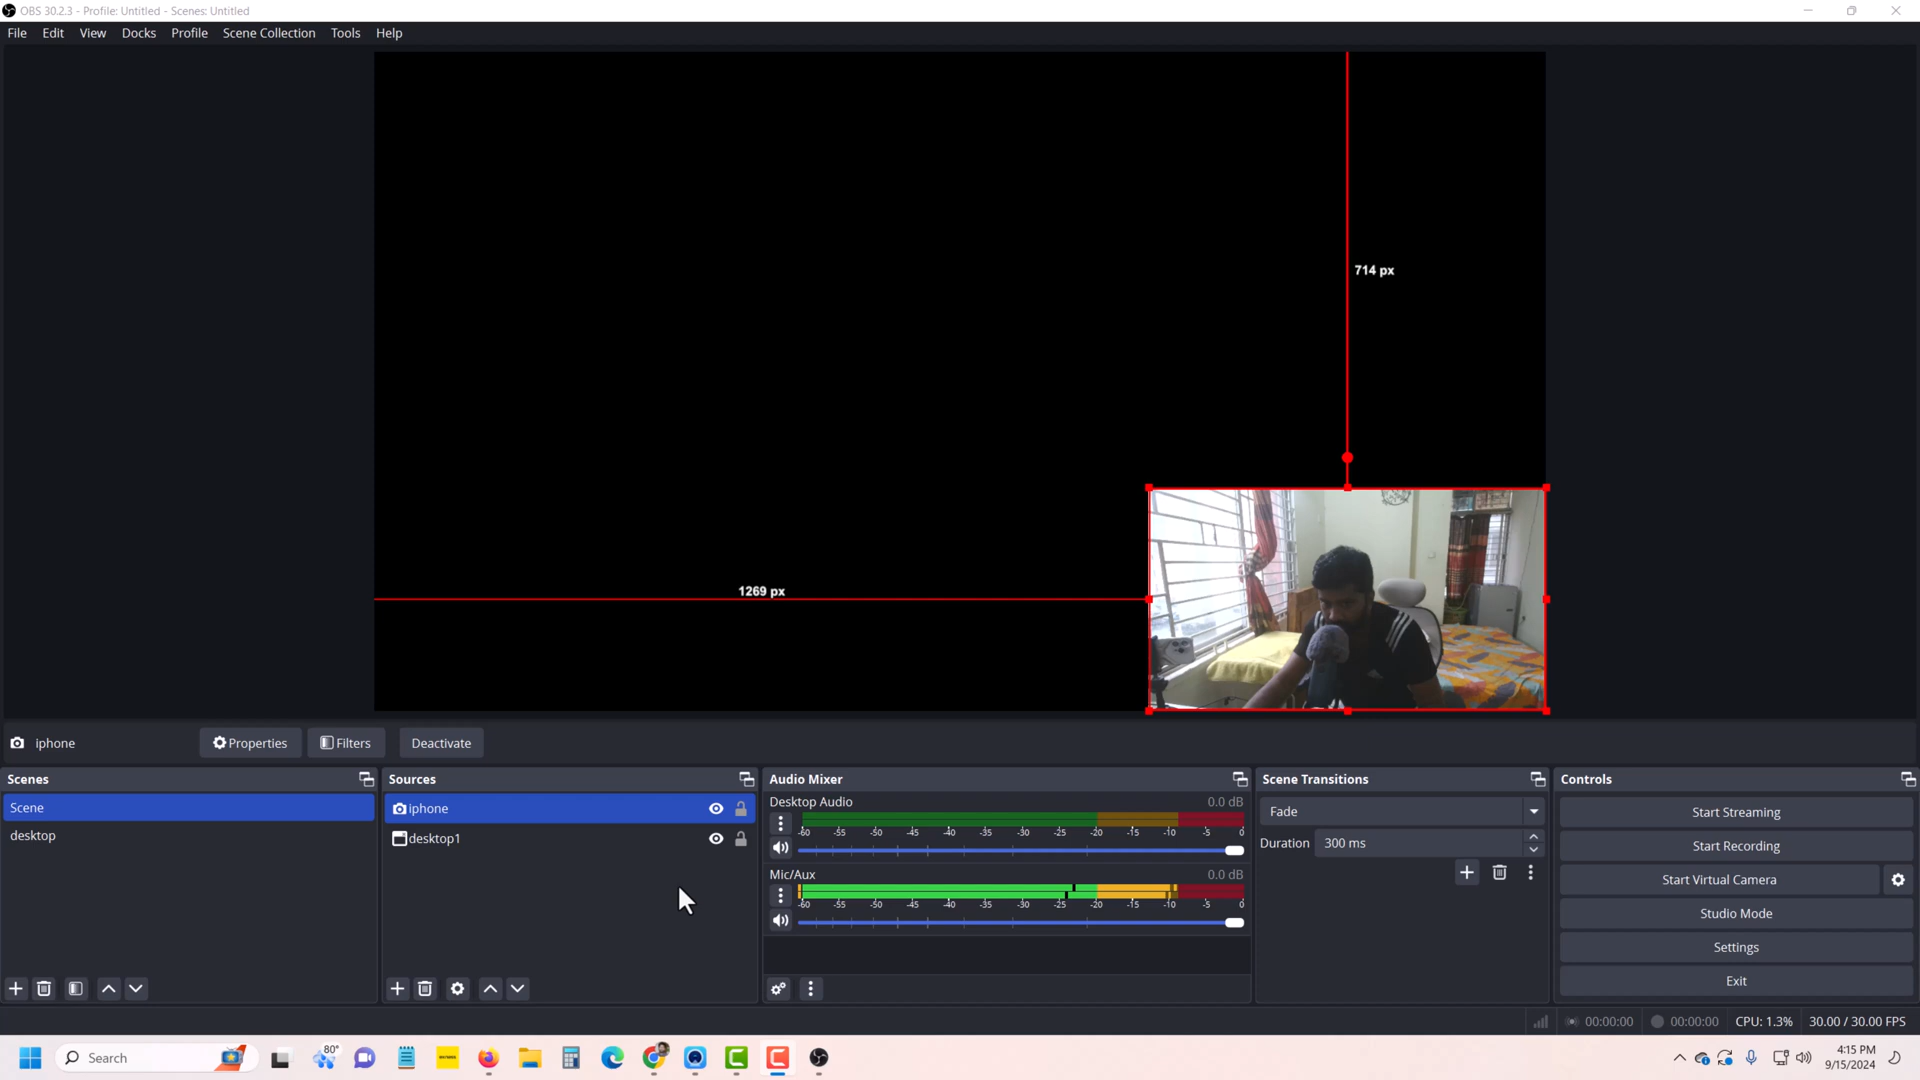 OBS 30.2.3 - Profile: Untitled - Scenes: Untitled
File Edit View Docks Profile Scene Collection Tools Help
714 px
1269 px
iphone Properties Filters Deactivate
Scenes
Scene
desktop
Sources
iphone
desktop1
Audio Mixer
Desktop Audio 0.0 dB
-60 -55 -50 -45 -40 -35 -30 -25 -20 -15 -10 -5 0
Mic/Aux 0.0 dB
-60 -55 -50 -45 -40 -35 -30 -25 -20 -15 -10 -5 0
Scene Transitions
Fade
Duration 300 ms
Controls
Start Streaming
Start Recording
Start Virtual Camera
Studio Mode
Settings
Exit
00:00:00 00:00:00 CPU: 1.3% 30.00 / 30.00 FPS
Search
80°
4:15 PM
9/15/2024